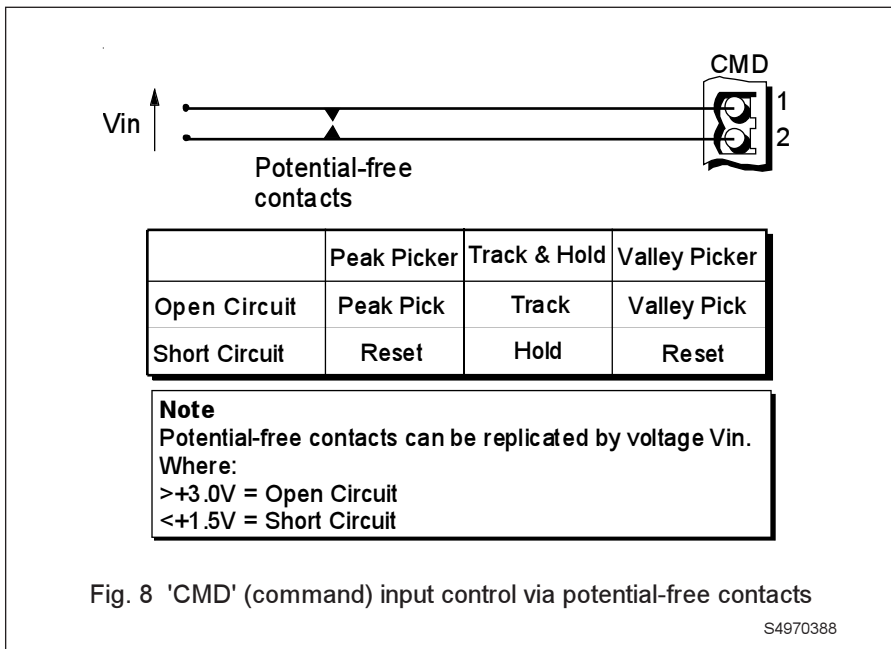 CMD
1
Vin
2
Potential-free
contacts
Peak Picker Track & Hold Valley Picker
Open Circuit Peak Pick Track Valley Pick
Short Circuit Reset Hold Reset
Note
Potential-free contacts can be replicated by voltage Vin.
Where:
>+3.0V = Open Circuit
<+1.5V = Short Circuit
Fig. 8 'CMD' (command) input control via potential-free contacts
S4970388